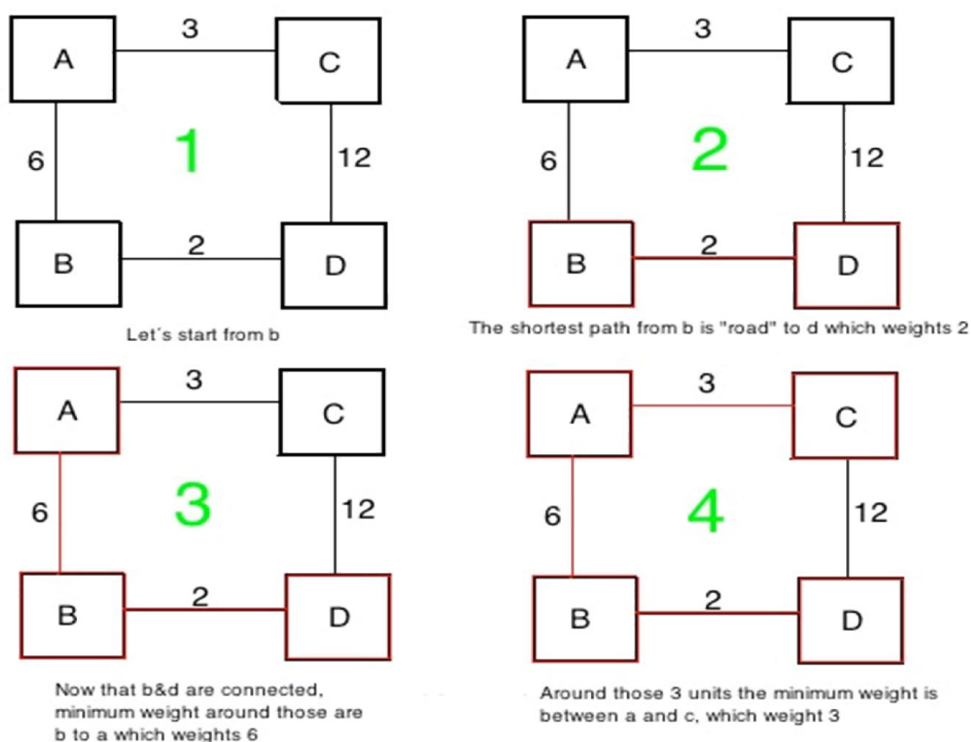 3
A
C
6
1
12
B
2
D
Let´s start from b
3
A
C
6
2
12
B
2
D
The shortest path from b is "road" to d which weights 2
3
A
C
6
3
12
B
2
D
Now that b&d are connected,
minimum weight around those are
b to a which weights 6
3
A
C
6
4
12
B
2
D
Around those 3 units the minimum weight is
between a and c, which weight 3